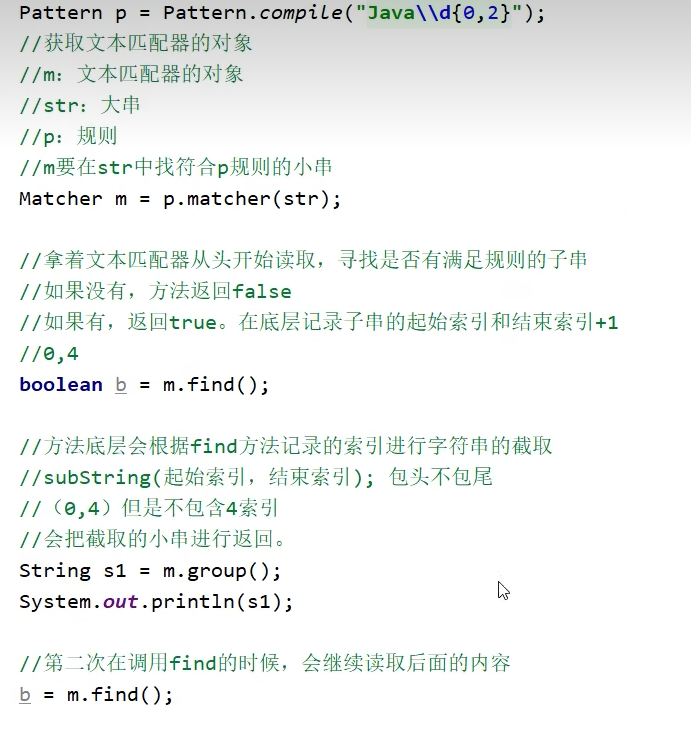 Pattern p = Pattern.compile("Java\\d{0,2}");
//获取文本匹配器的对象
//m: 文本匹配器的对象
//str: 大串
//p: 规则
//m要在str中找符合p规则的小串
Matcher m = p.matcher(str);
//拿着文本匹配器从头开始读取，寻找是否有满足规则的子串
//如果没有，方法返回false
//如果有，返回true。在底层记录子串的起始索引和结束索引+1
//0,4
boolean b = m.find();
//方法底层会根据find方法记录的索引进行字符串的截取
//subString(起始索引，结束索引); 包头不包尾
//（0,4）但是不包含4索引
//会把截取的小串进行返回。
String s1 = m.group();
System.out.println(s1);
//第二次在调用find的时候，会继续读取后面的内容
b = m.find();